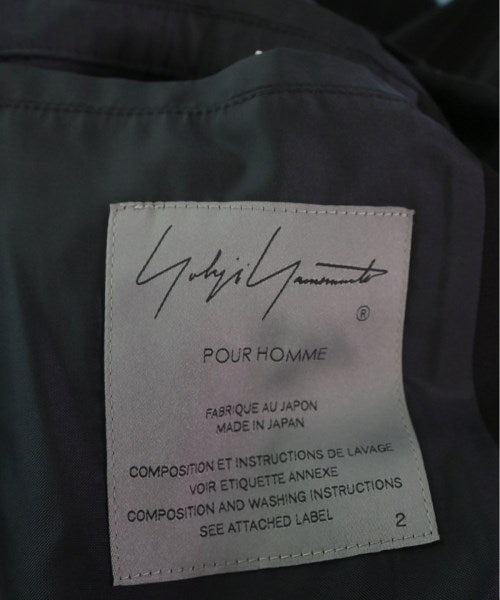 Yohji Yamamoto
®
POUR HOMME
FABRIQUE AU JAPON
MADE IN JAPAN
COMPOSITION ET INSTRUCTIONS DE LAVAGE
VOIR ETIQUETTE ANNEXE
COMPOSITION AND WASHING INSTRUCTIONS
SEE ATTACHED LABEL 2